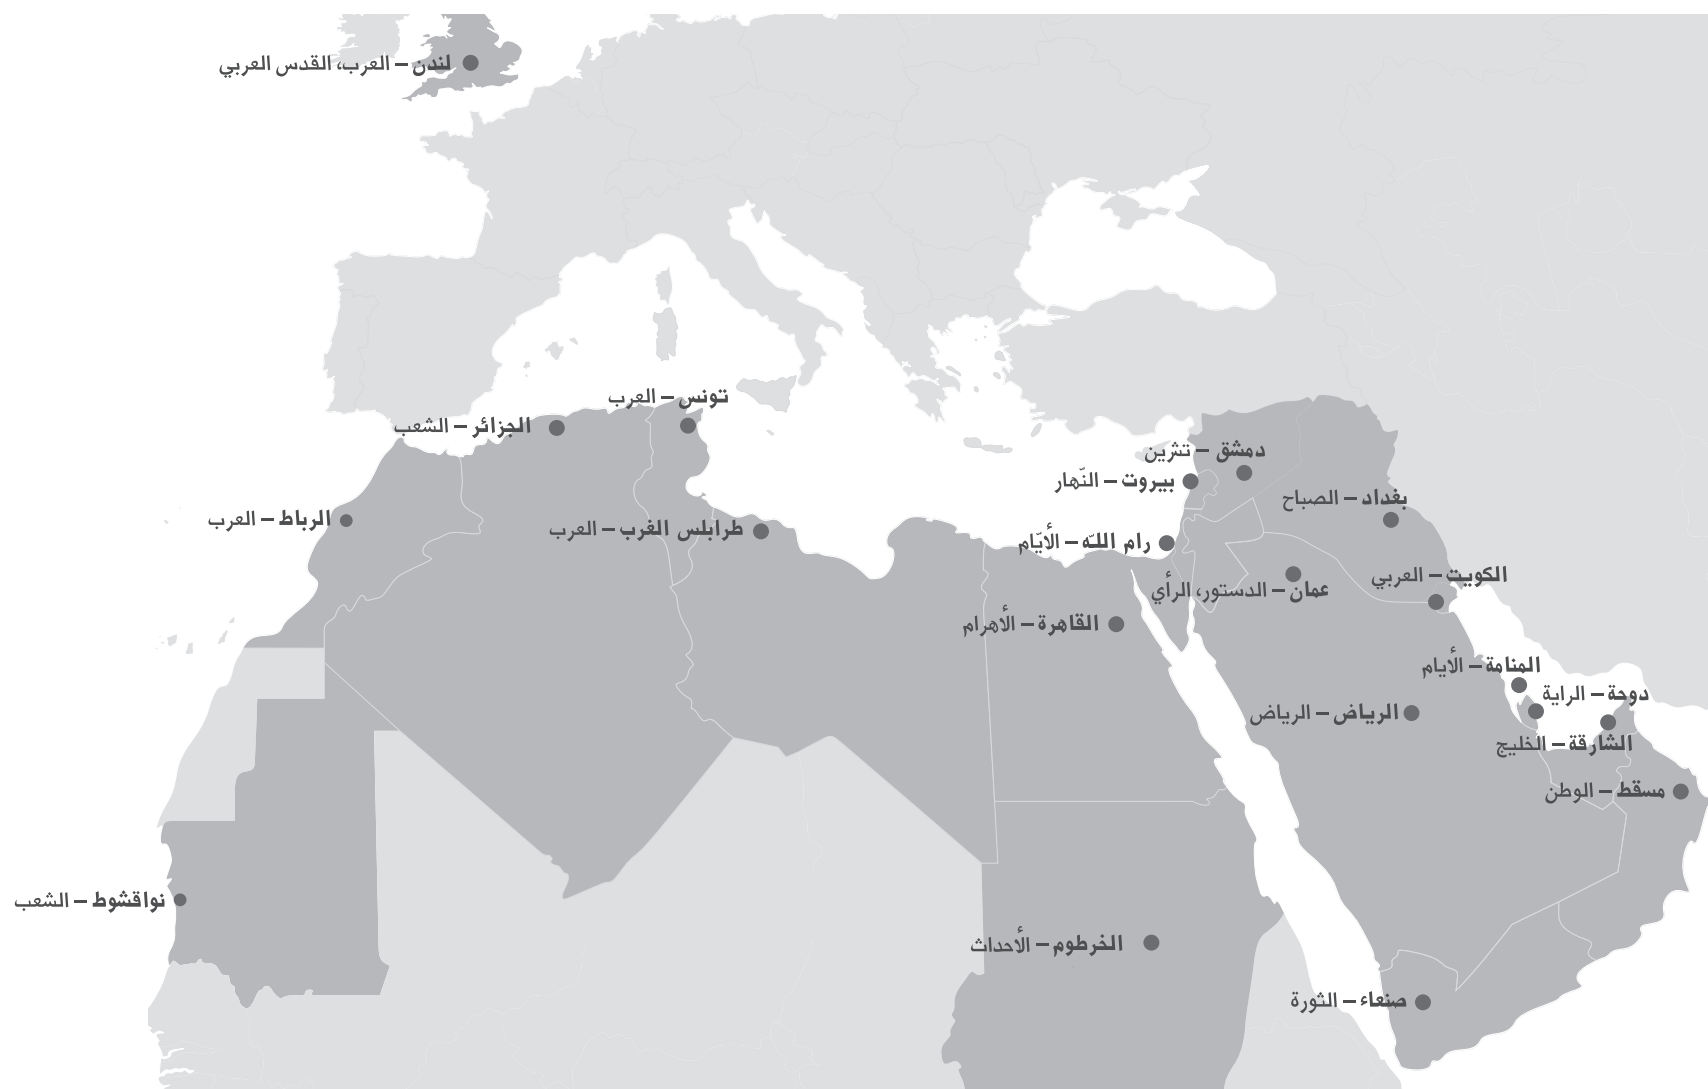 لندن – العرب، القدس العربي
تونس – العرب
الجزائر – الشعب
دمشق – تشرين
بيروت – النّهار
بغداد – الصباح
الرباط – العرب
طرابلس الغرب – العرب
رام اللـه – الأيّام
الكويت – العربي
عمان – الدستور، الرأي
القاهرة – الأهرام
المنامة – الأيام
دوحة – الراية
الرياض – الرياض
الشارقة – الخليج
مسقط – الوطن
نواقشوط – الشعب
الخرطوم – الأحداث
صنعاء – الثورة